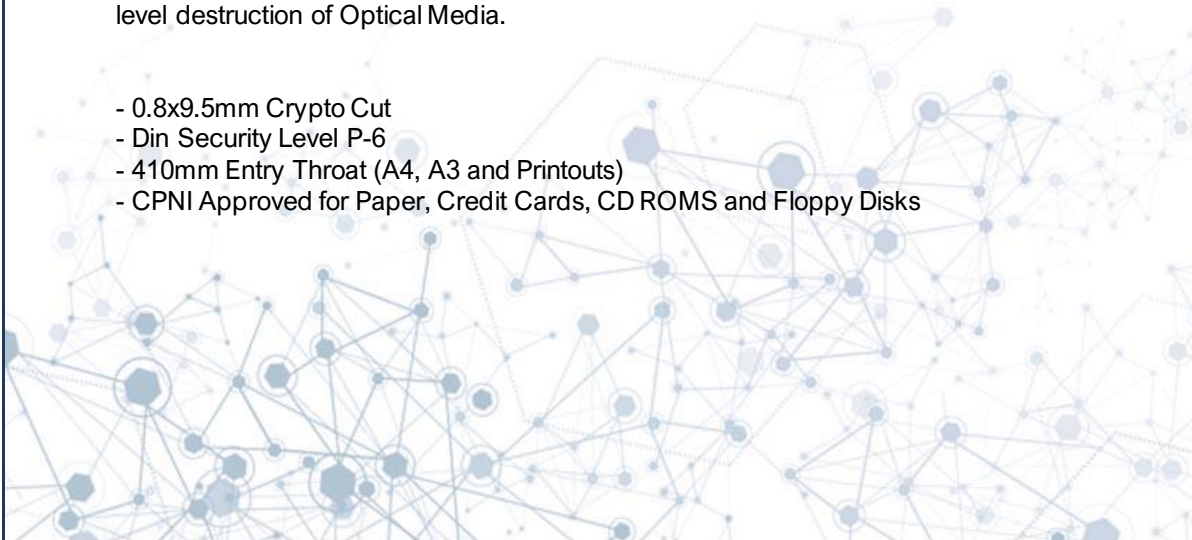 level destruction of Optical Media.
- 0.8x9.5mm Crypto Cut
- Din Security Level P-6
- 410mm Entry Throat (A4, A3 and Printouts)
- CPNI Approved for Paper, Credit Cards, CD ROMS and Floppy Disks